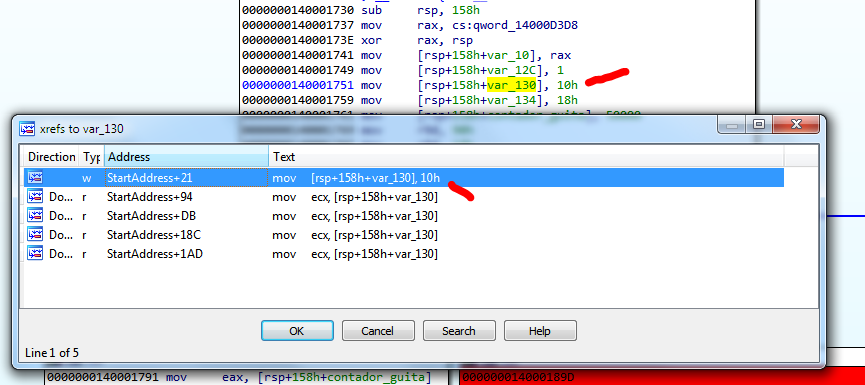 0000000140001730 sub rsp, 158h
0000000140001737 mov rax, cs:qword_14000D3D8
000000014000173E xor rax, rsp
0000000140001741 mov [rsp+158h+var_10], rax
0000000140001749 mov [rsp+158h+var_12C], 1
0000000140001751 mov [rsp+158h+var_130], 10h
0000000140001759 mov [rsp+158h+var_134], 18h
xrefs to var_130
Direction Typ Address Text
w StartAddress+21 mov [rsp+158h+var_130], 10h
Do... r StartAddress+94 mov ecx, [rsp+158h+var_130]
Do... r StartAddress+DB mov ecx, [rsp+158h+var_130]
Do... r StartAddress+18C mov ecx, [rsp+158h+var_130]
Do... r StartAddress+1AD mov ecx, [rsp+158h+var_130]
OK Cancel Search Help
Line 1 of 5
0000000140001791 mov eax, [rsp+158h+contador_guita]
000000014000189D